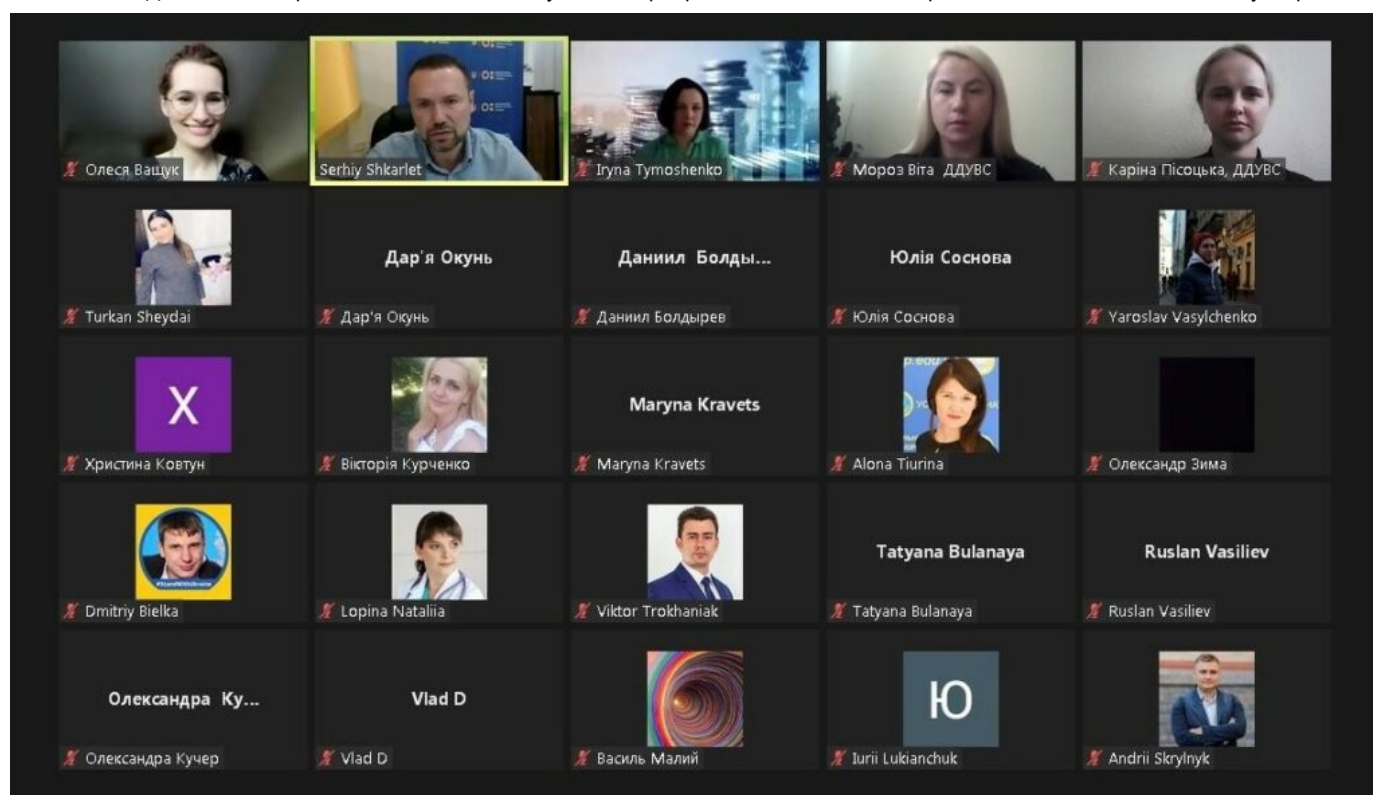 Олеся Ващук
Serhiy Shkarlet
Iryna Tymoshenko
Мороз Віта ДДУВС
Каріна Пісоцька, ДДУВС
Дар'я Окунь
Даниил Болды...
Юлія Соснова
Turkan Sheydai
Дар'я Окунь
Даниил Болдырев
Юлія Соснова
Yaroslav Vasylchenko
Х
Maryna Kravets
p.edu
Христина Ковтун
Вікторія Курченко
Maryna Kravets
Alona Tiurina
Олександр Зима
Tatyana Bulanaya
Ruslan Vasiliev
#StandWithUkraine
Dmitriy Bielka
Lopina Nataliia
Viktor Trokhaniak
Tatyana Bulanaya
Ruslan Vasiliev
Олександра Ку...
Vlad D
Ю
Олександра Кучер
Vlad D
Василь Малий
Iurii Lukianchuk
Andrii Skrylnyk